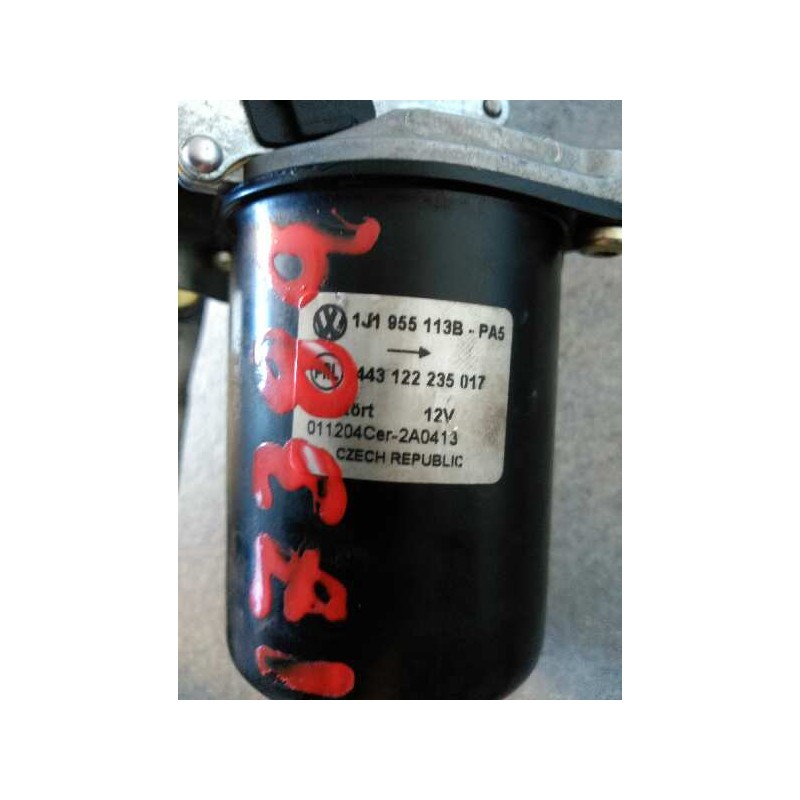 1J1 955 113B - PA5
443 122 235 017
12V
011204Cer-2A0413
CZECH REPUBLIC